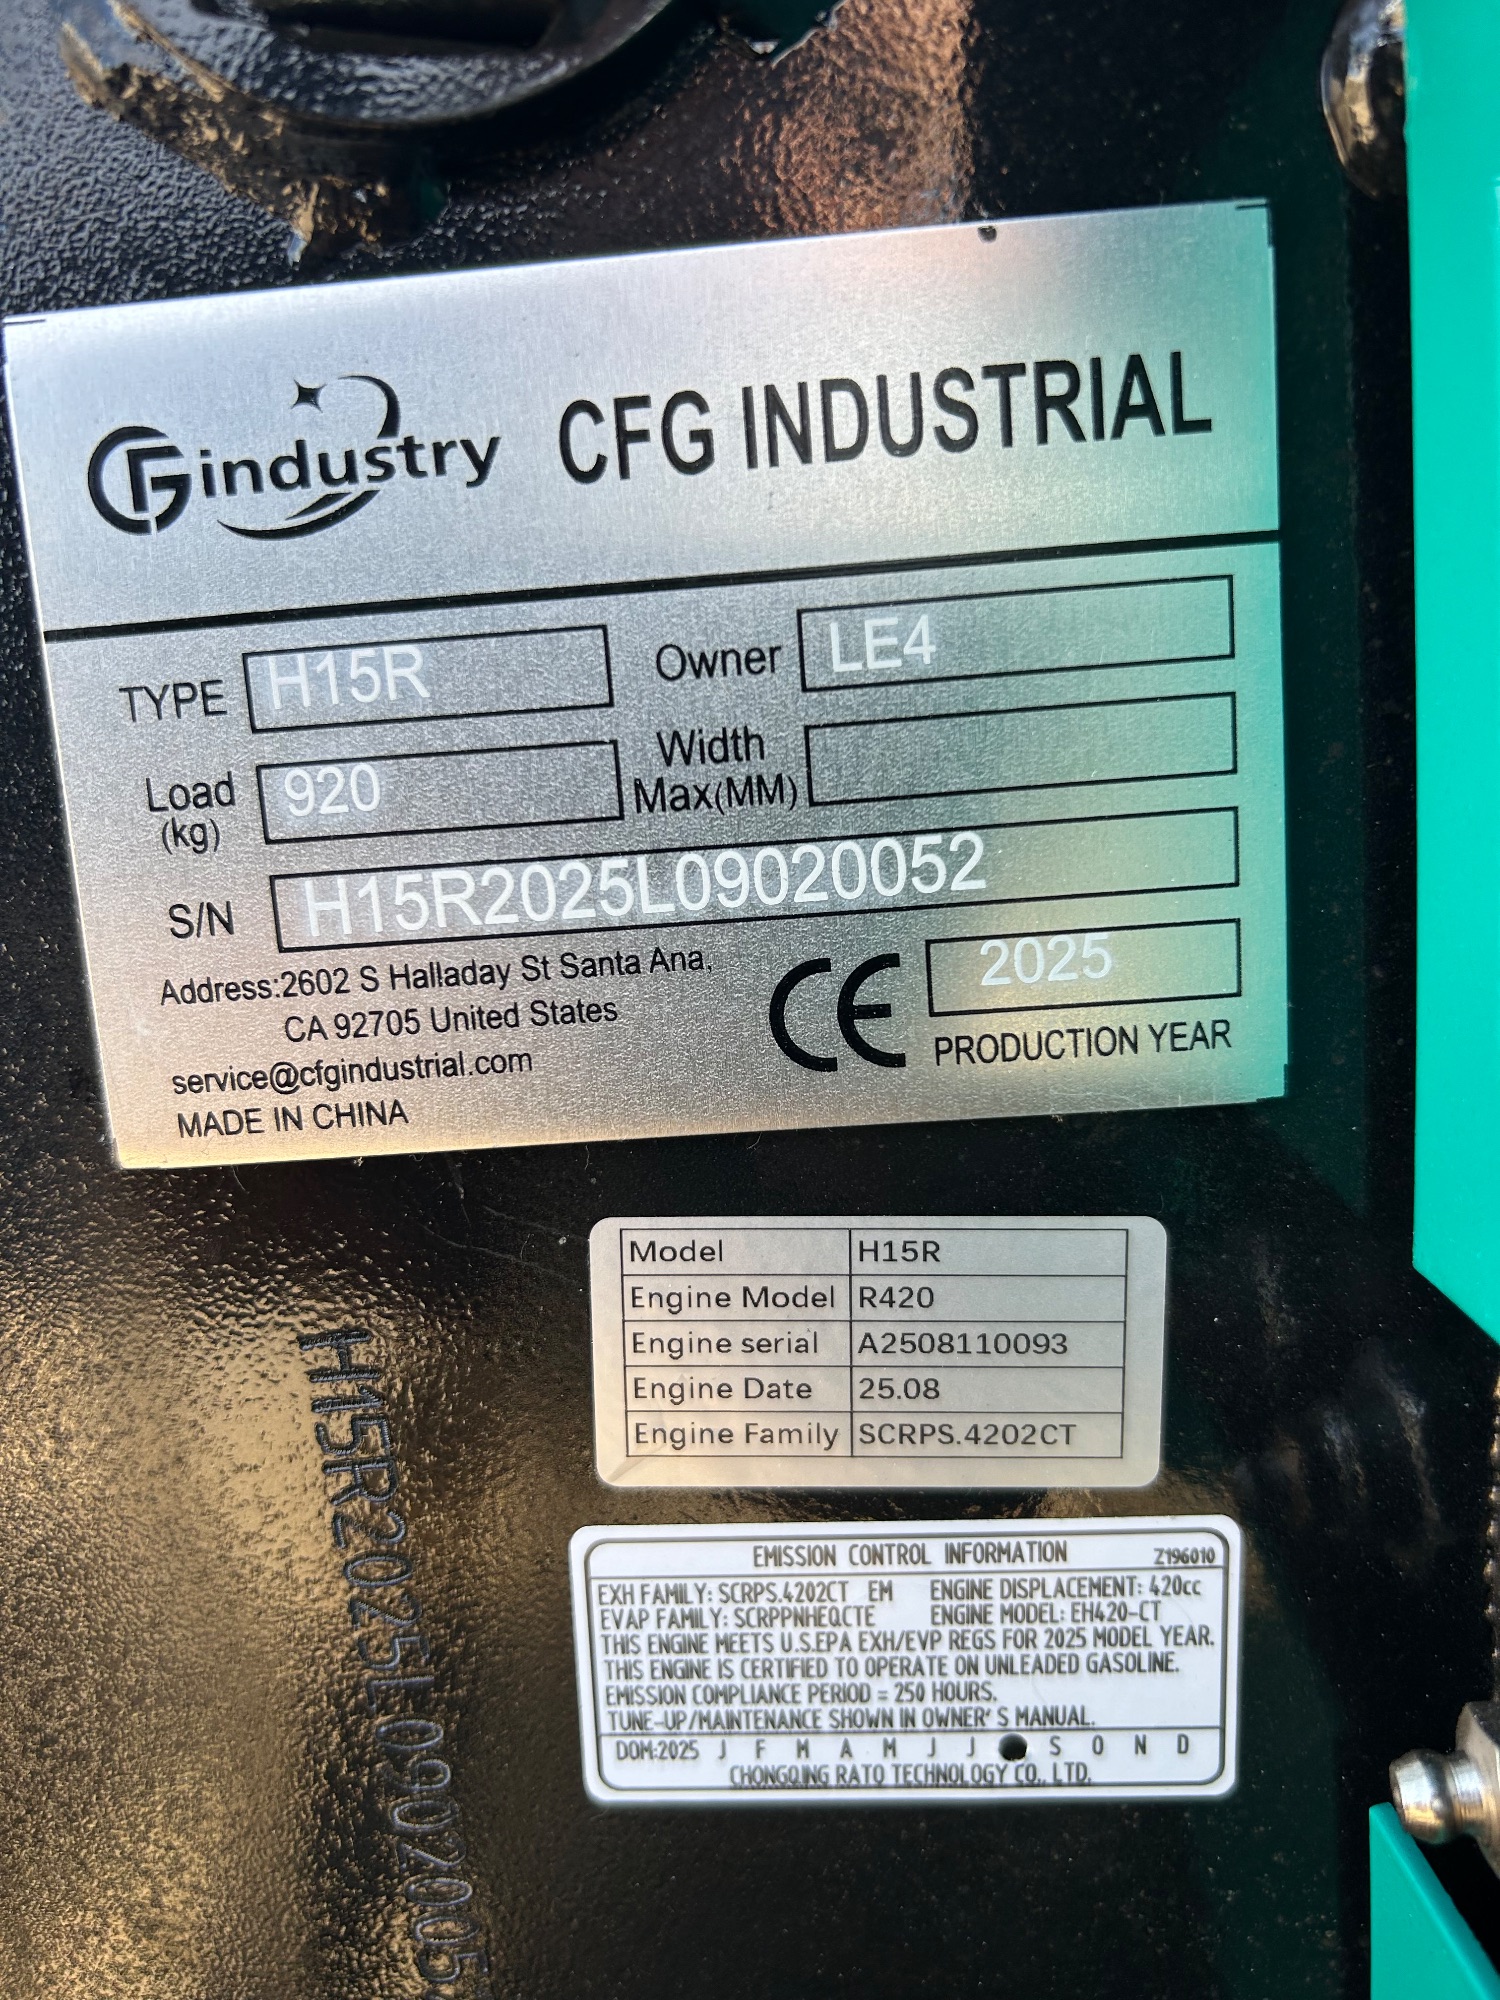 CFGindustry CFG INDUSTRIAL
TYPE H15R Owner LE4
Load (kg) 920 Width Max(MM)
S/N H15R2025L09020052
Address:2602 S Halladay St Santa Ana,
CA 92705 United States
service@cfgindustrial.com
MADE IN CHINA
CE 2025
PRODUCTION YEAR
Model H15R
Engine Model R420
Engine serial A2508110093
Engine Date 25.08
Engine Family SCRPS.4202CT
EMISSION CONTROL INFORMATION Z196010
EXH FAMILY: SCRPS.4202CT EM ENGINE DISPLACEMENT: 420cc
EVAP FAMILY: SCRPPNHEQCTE ENGINE MODEL: EH420-CT
THIS ENGINE MEETS U.S.EPA EXH/EVP REGS FOR 2025 MODEL YEAR.
THIS ENGINE IS CERTIFIED TO OPERATE ON UNLEADED GASOLINE.
EMISSION COMPLIANCE PERIOD = 250 HOURS.
TUNE-UP/MAINTENANCE SHOWN IN OWNER' S MANUAL.
DOM:2025 J F M A M J J S O N D
CHONGQING RATO TECHNOLOGY CO., LTD.
H15R2025L0902005